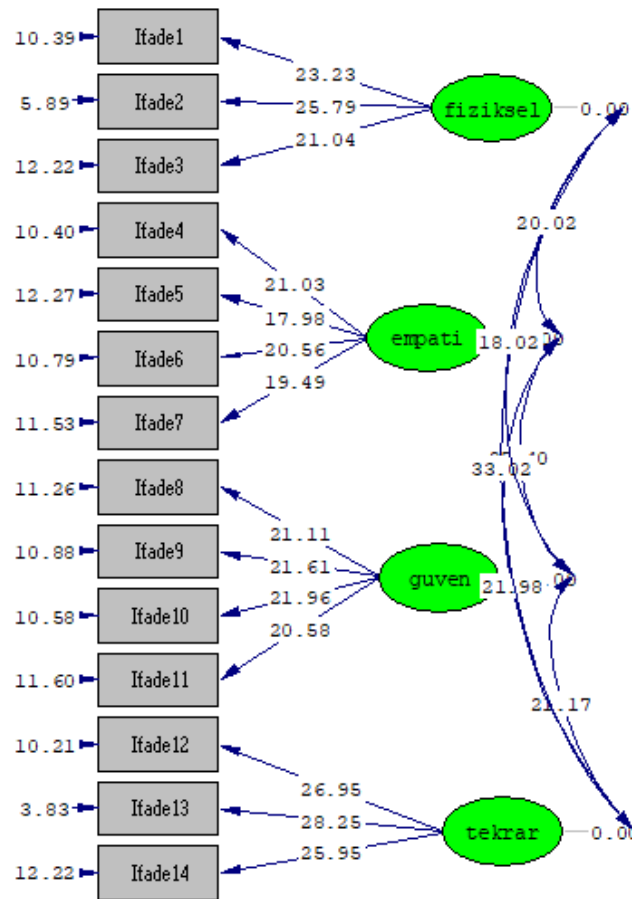 10.39 Ifade1
23.23
5.89 Ifade2
25.79
fiziksel 0.00
12.22 Ifade3
21.04
10.40 Ifade4
20.02
21.03
12.27 Ifade5
17.98
empati
18.02
10.79 Ifade6
20.56
19.49
11.53 Ifade7
33.02
11.26 Ifade8
21.11
10.88 Ifade9
21.61
guven
21.98
10.58 Ifade10
21.96
20.58
11.60 Ifade11
21.17
10.21 Ifade12
26.95
3.83 Ifade13
28.25
tekrar 0.00
25.95
12.22 Ifade14